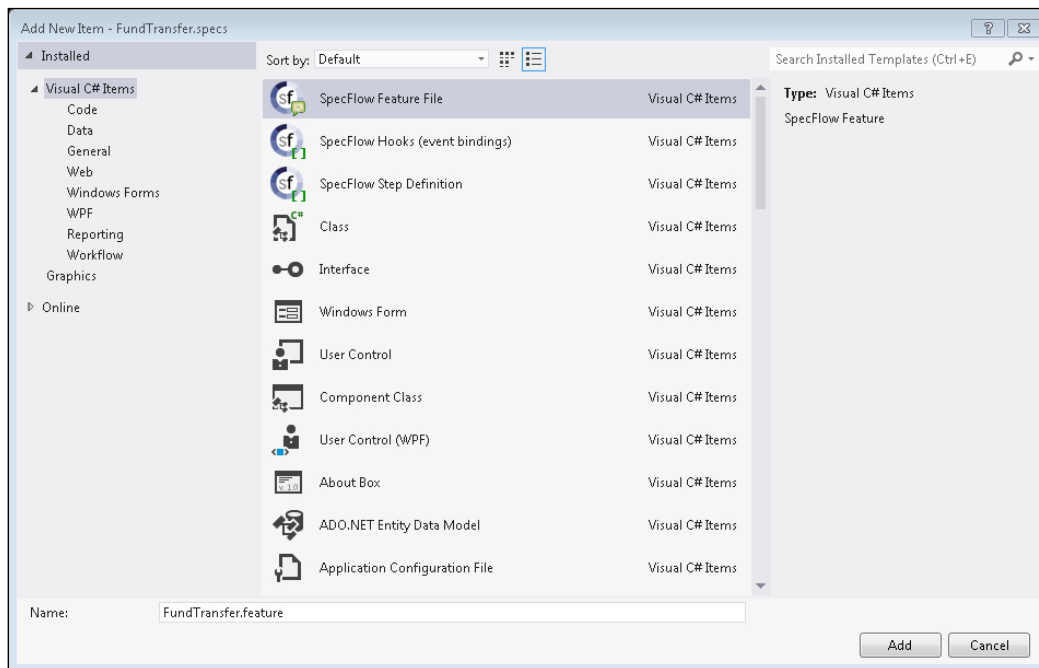 Add New Item - FundTransfer.specs
Installed
Sort by: Default
Search Installed Templates (Ctrl+E)
Visual C# Items
Code
Data
General
Web
Windows Forms
WPF
Reporting
Workflow
Graphics
Online
SpecFlow Feature File Visual C# Items
SpecFlow Hooks (event bindings) Visual C# Items
SpecFlow Step Definition Visual C# Items
Class Visual C# Items
Interface Visual C# Items
Windows Form Visual C# Items
User Control Visual C# Items
Component Class Visual C# Items
User Control (WPF) Visual C# Items
About Box Visual C# Items
ADO.NET Entity Data Model Visual C# Items
Application Configuration File Visual C# Items
Type: Visual C# Items
SpecFlow Feature
Name: FundTransfer.feature
Add Cancel